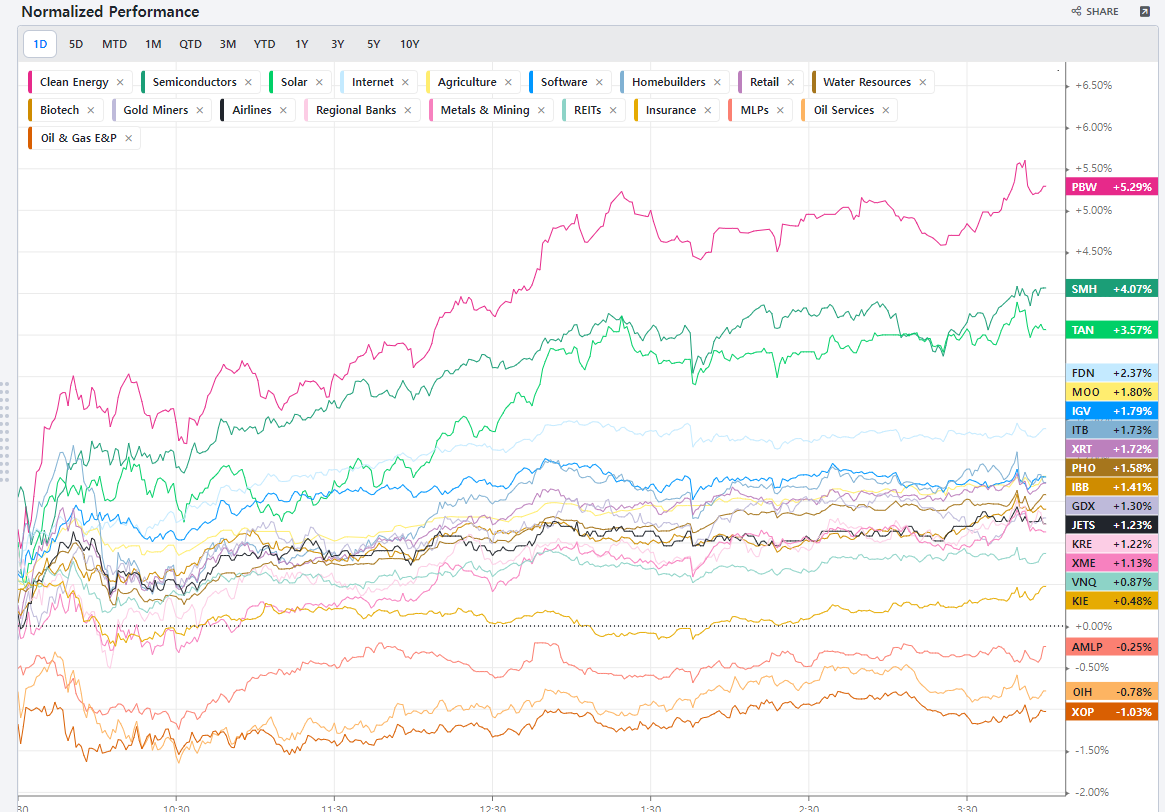 Normalized Performance SHARE
1D 5D MTD 1M QTD 3M YTD 1Y 3Y 5Y 10Y
Clean Energy × Semiconductors × Solar × Internet × Agriculture × Software × Homebuilders × Retail × Water Resources ×
Biotech × Gold Miners × Airlines × Regional Banks × Metals & Mining × REITs × Insurance × MLPs × Oil Services ×
Oil & Gas E&P ×
+6.50%
+6.00%
+5.50%
PBW +5.29%
+5.00%
+4.50%
SMH +4.07%
TAN +3.57%
FDN +2.37%
MOO +1.80%
IGV +1.79%
ITB +1.73%
XRT +1.72%
PHO +1.58%
IBB +1.41%
GDX +1.30%
JETS +1.23%
KRE +1.22%
XME +1.13%
VNQ +0.87%
KIE +0.48%
+0.00%
AMLP -0.25%
-0.50%
OIH -0.78%
XOP -1.03%
-1.50%
-2.00%
30 10:30 11:30 12:30 1:30 2:30 3:30